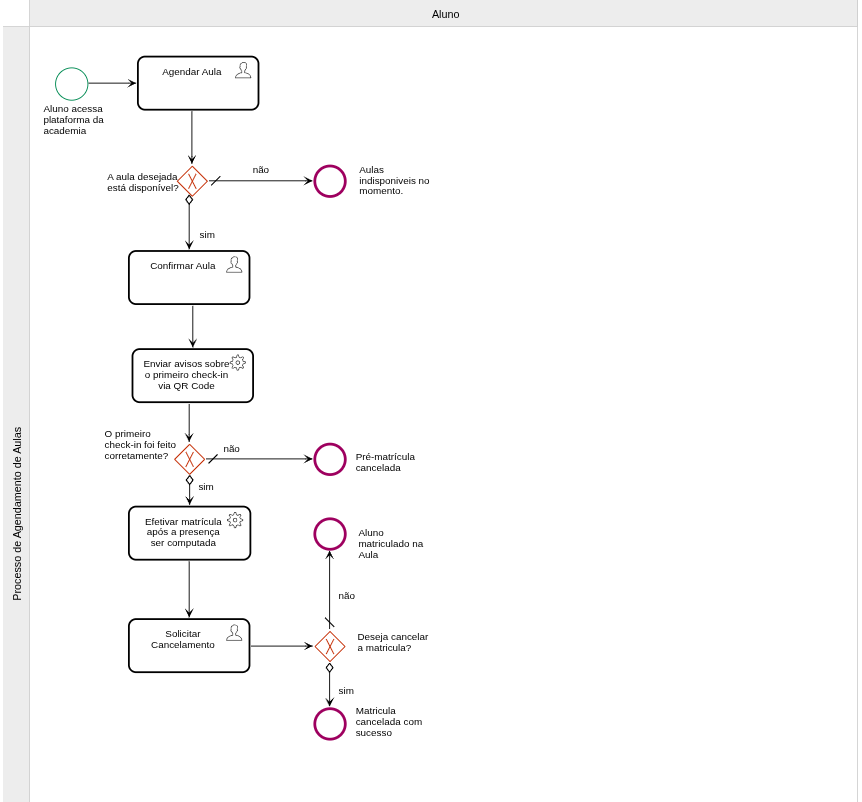 Aluno
Processo de Agendamento de Aulas
Agendar Aula
Aluno acessa
plataforma da
academia
A aula desejada
está disponível?
não
Aulas
indisponiveis no
momento.
sim
Confirmar Aula
Enviar avisos sobre
o primeiro check-in
via QR Code
O primeiro
check-in foi feito
corretamente?
não
Pré-matrícula
cancelada
sim
Efetivar matrícula
após a presença
ser computada
Aluno
matriculado na
Aula
não
Solicitar
Cancelamento
Deseja cancelar
a matricula?
sim
Matricula
cancelada com
sucesso